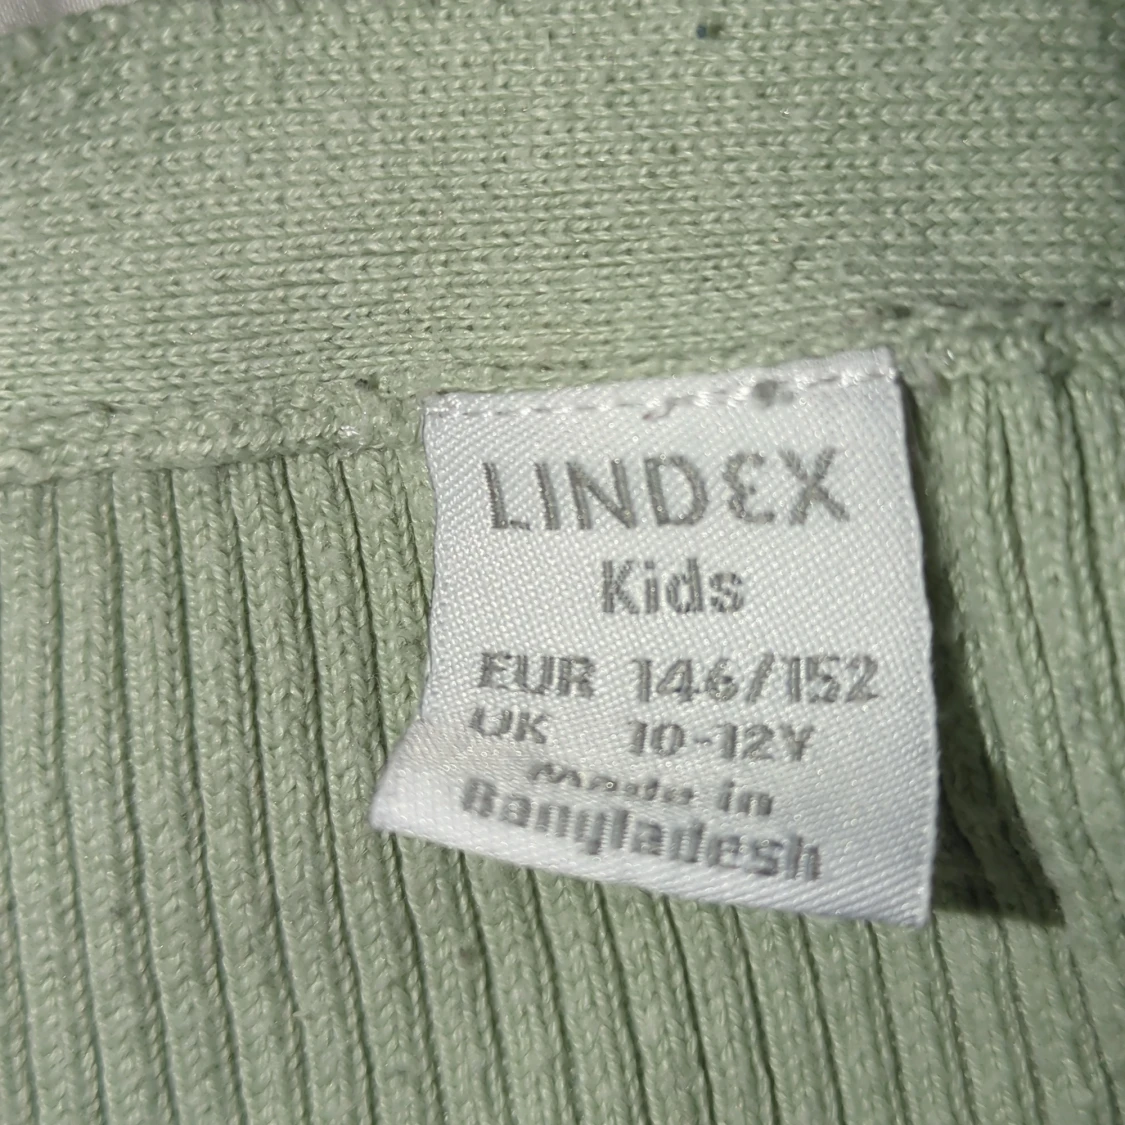 LINDEX
Kids
EUR 146/152
UK 10-12Y
Made in
Bangladesh